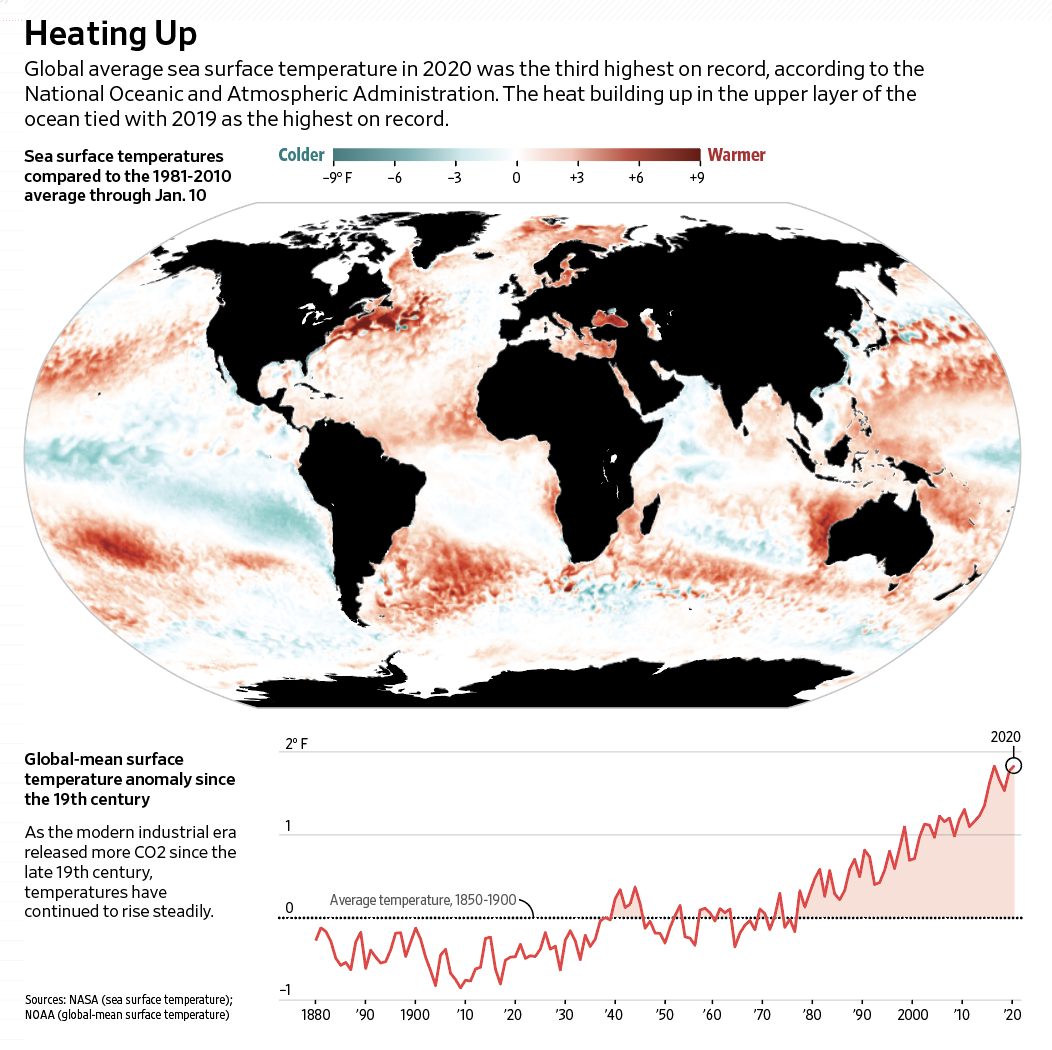 Heating Up
Global average sea surface temperature in 2020 was the third highest on record, according to the
National Oceanic and Atmospheric Administration. The heat building up in the upper layer of the
ocean tied with 2019 as the highest on record.
Sea surface temperatures
compared to the 1981-2010
average through Jan. 10
Colder
Warmer
–9° F –6 –3 0 +3 +6 +9
Global-mean surface
temperature anomaly since
the 19th century
As the modern industrial era
released more CO2 since the
late 19th century,
temperatures have
continued to rise steadily.
2020
2° F
1
Average temperature, 1850-1900
0
–1
1880 ’90 1900 ’10 ’20 ’30 ’40 ’50 ’60 ’70 ’80 ’90 2000 ’10 ’20
Sources: NASA (sea surface temperature);
NOAA (global-mean surface temperature)